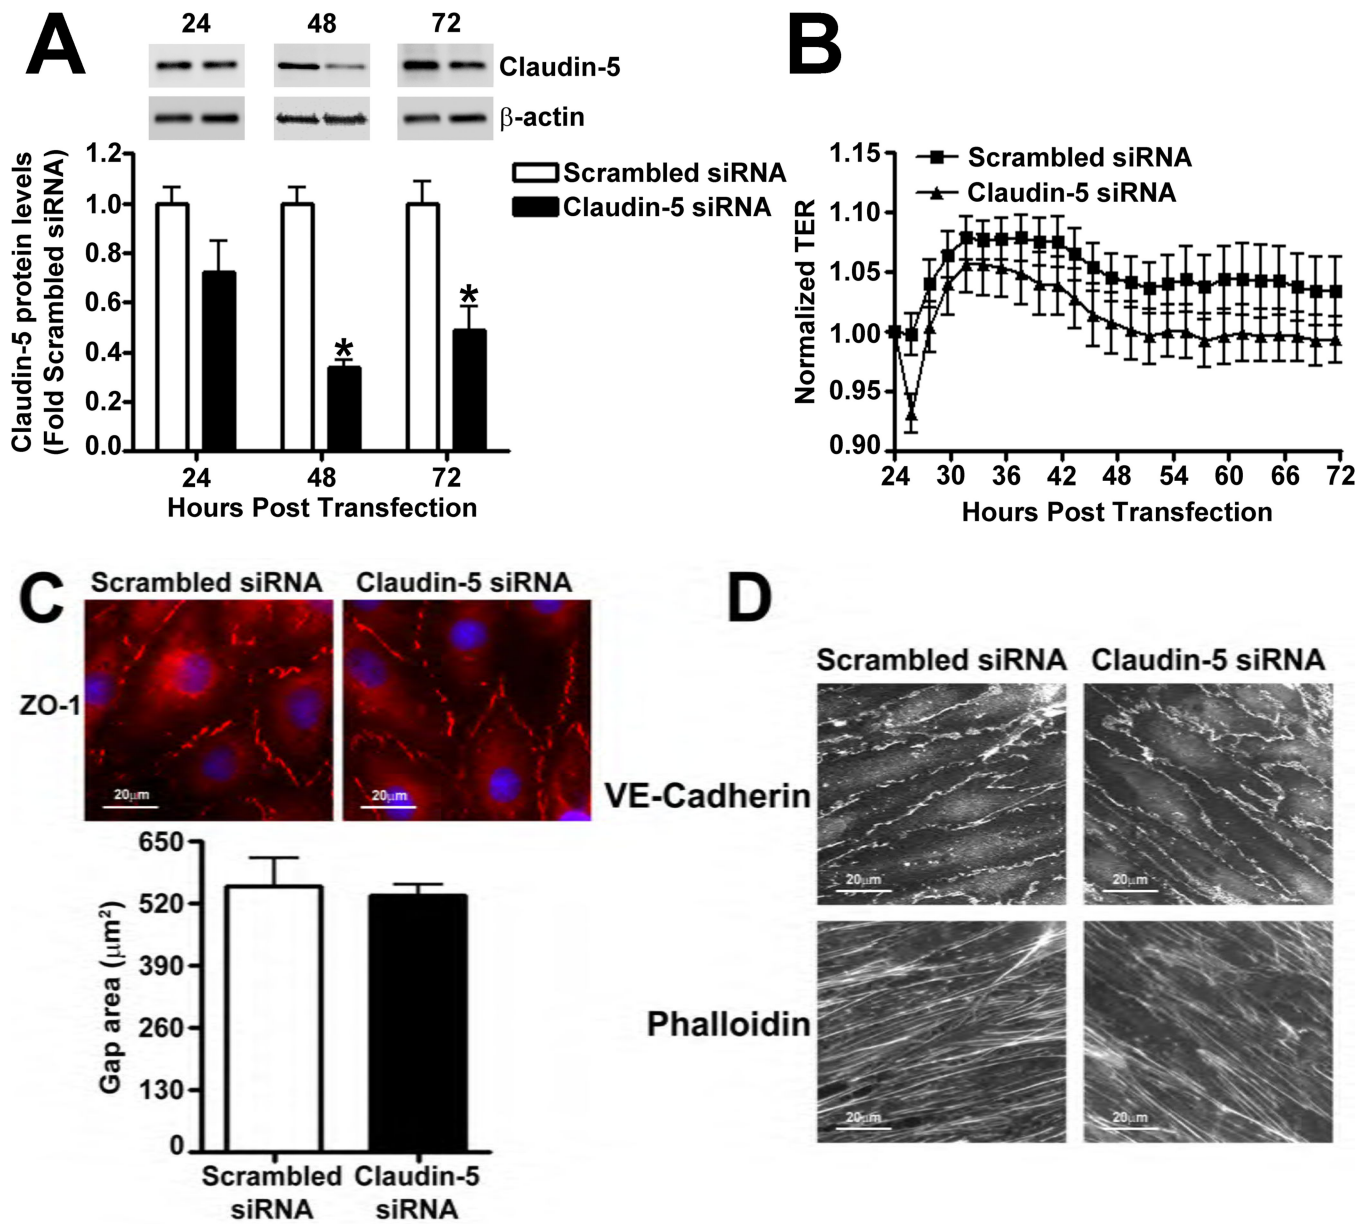 A
24 48 72
Claudin-5
β-actin
Claudin-5 protein levels
(Fold Scrambled siRNA)
1.2
1.0
0.8
0.6
0.4
0.2
0.0
* *
Scrambled siRNA
Claudin-5 siRNA
24 48 72
Hours Post Transfection
B
Normalized TER
1.15
1.10
1.05
1.00
0.95
0.90
Scrambled siRNA
Claudin-5 siRNA
24 30 36 42 48 54 60 66 72
Hours Post Transfection
C
Scrambled siRNA Claudin-5 siRNA
ZO-1
20μm 20μm
Gap area (μm²)
650
520
390
260
130
0
Scrambled siRNA
Claudin-5 siRNA
D
Scrambled siRNA Claudin-5 siRNA
VE-Cadherin
20μm 20μm
Phalloidin
20μm 20μm